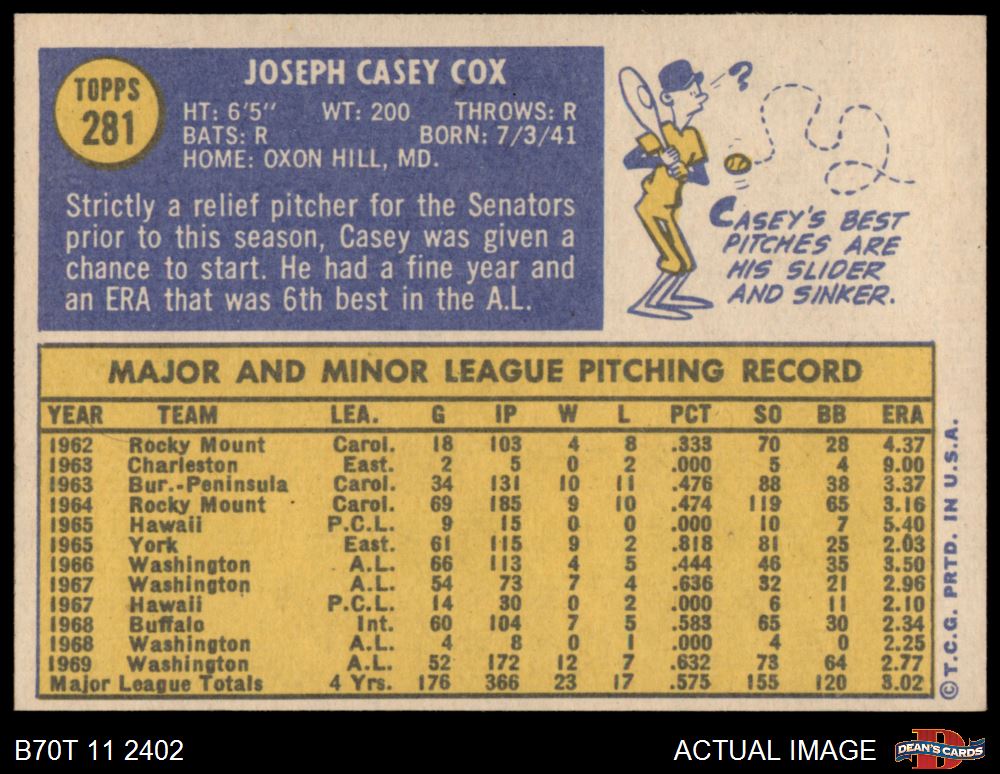 TOPPS
281
JOSEPH CASEY COX
HT: 6'5" WT: 200 THROWS: R
BATS: R BORN: 7/3/41
HOME: OXON HILL, MD.
Strictly a relief pitcher for the Senators
prior to this season, Casey was given a
chance to start. He had a fine year and
an ERA that was 6th best in the A.L.
?
CASEY'S BEST
PITCHES ARE
HIS SLIDER
AND SINKER.
MAJOR AND MINOR LEAGUE PITCHING RECORD
YEAR TEAM LEA. G IP W L PCT SO BB ERA
1962 Rocky Mount Carol. 18 103 4 8 .333 70 28 4.37
1963 Charleston East. 2 5 0 2 .000 5 4 9.00
1963 Bur.-Peninsula Carol. 34 131 10 11 .476 88 38 3.37
1964 Rocky Mount Carol. 69 185 9 10 .474 119 65 3.16
1965 Hawaii P.C.L. 9 15 0 0 .000 10 7 5.40
1965 York East. 61 115 9 2 .818 81 25 2.03
1966 Washington A.L. 66 113 4 5 .444 46 35 3.50
1967 Washington A.L. 54 73 7 4 .636 32 21 2.96
1967 Hawaii P.C.L. 14 30 0 2 .000 6 11 2.10
1968 Buffalo Int. 60 104 7 5 .583 65 30 2.34
1968 Washington A.L. 4 8 0 1 .000 4 0 2.25
1969 Washington A.L. 52 172 12 7 .632 73 64 2.77
Major League Totals 4 Yrs. 176 366 23 17 .575 155 120 3.02
© T.C.G. PRTD. IN U.S.A.
B70T 11 2402
ACTUAL IMAGE
D
DEAN'S CARDS